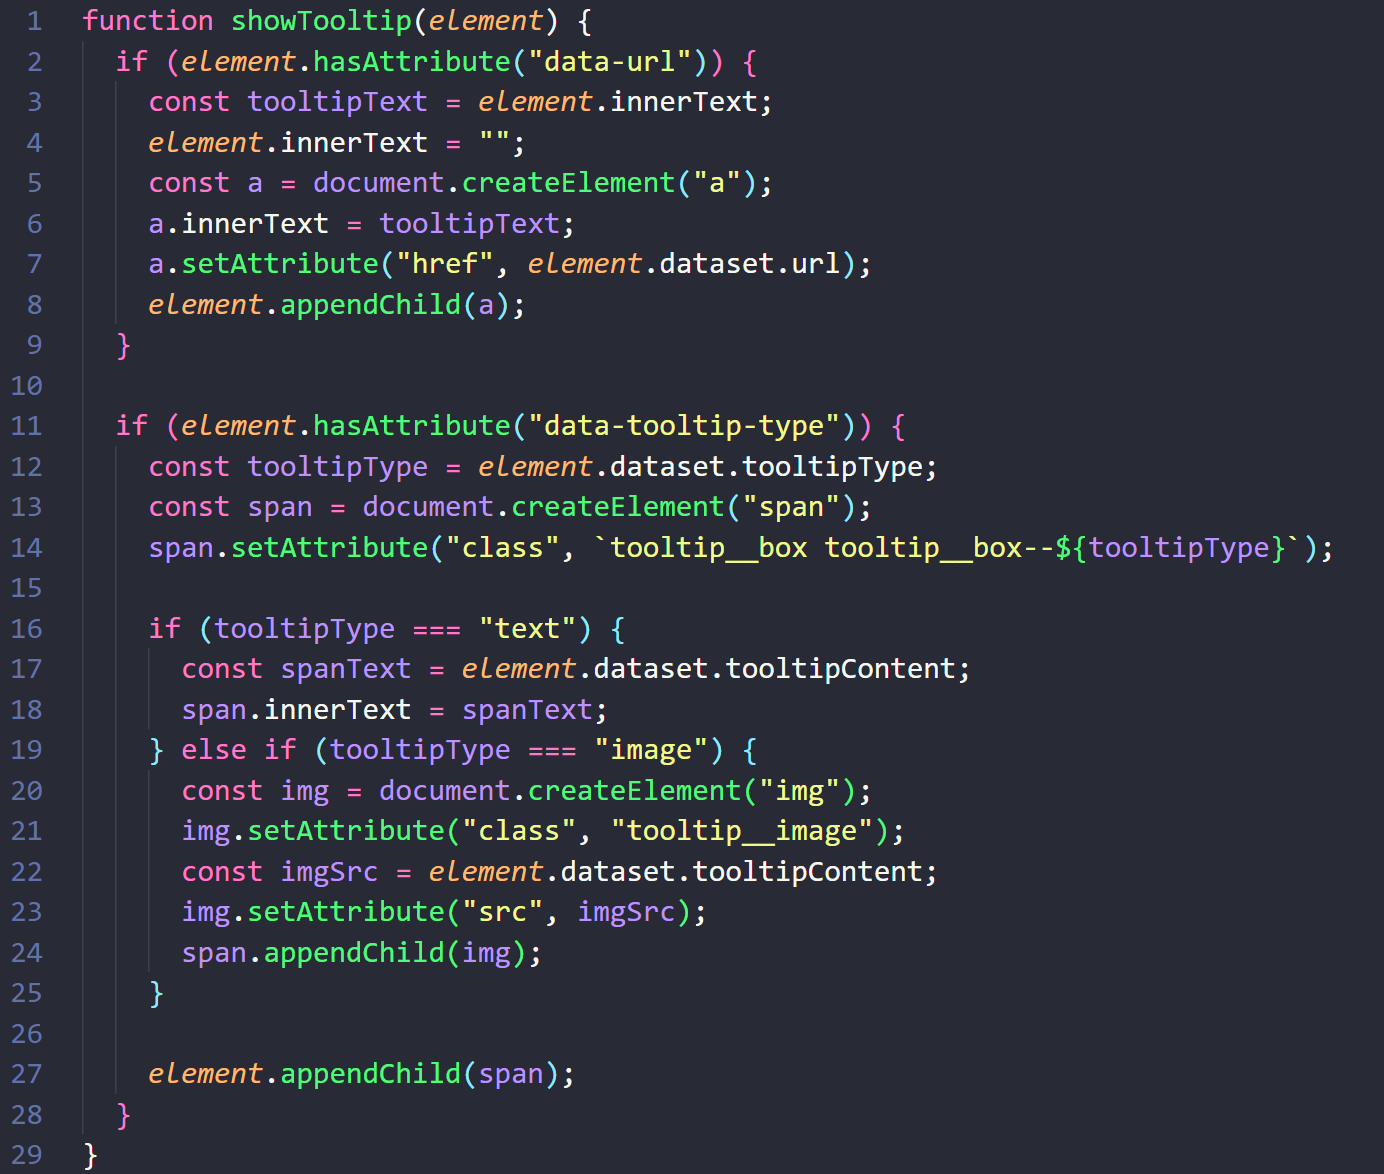 1 function showTooltip(element) {
2   if (element.hasAttribute("data-url")) {
3     const tooltipText = element.innerText;
4     element.innerText = "";
5     const a = document.createElement("a");
6     a.innerText = tooltipText;
7     a.setAttribute("href", element.dataset.url);
8     element.appendChild(a);
9   }
10
11   if (element.hasAttribute("data-tooltip-type")) {
12     const tooltipType = element.dataset.tooltipType;
13     const span = document.createElement("span");
14     span.setAttribute("class", `tooltip__box tooltip__box--${tooltipType}`);
15
16     if (tooltipType === "text") {
17       const spanText = element.dataset.tooltipContent;
18       span.innerText = spanText;
19     } else if (tooltipType === "image") {
20       const img = document.createElement("img");
21       img.setAttribute("class", "tooltip__image");
22       const imgSrc = element.dataset.tooltipContent;
23       img.setAttribute("src", imgSrc);
24       span.appendChild(img);
25     }
26
27     element.appendChild(span);
28   }
29 }